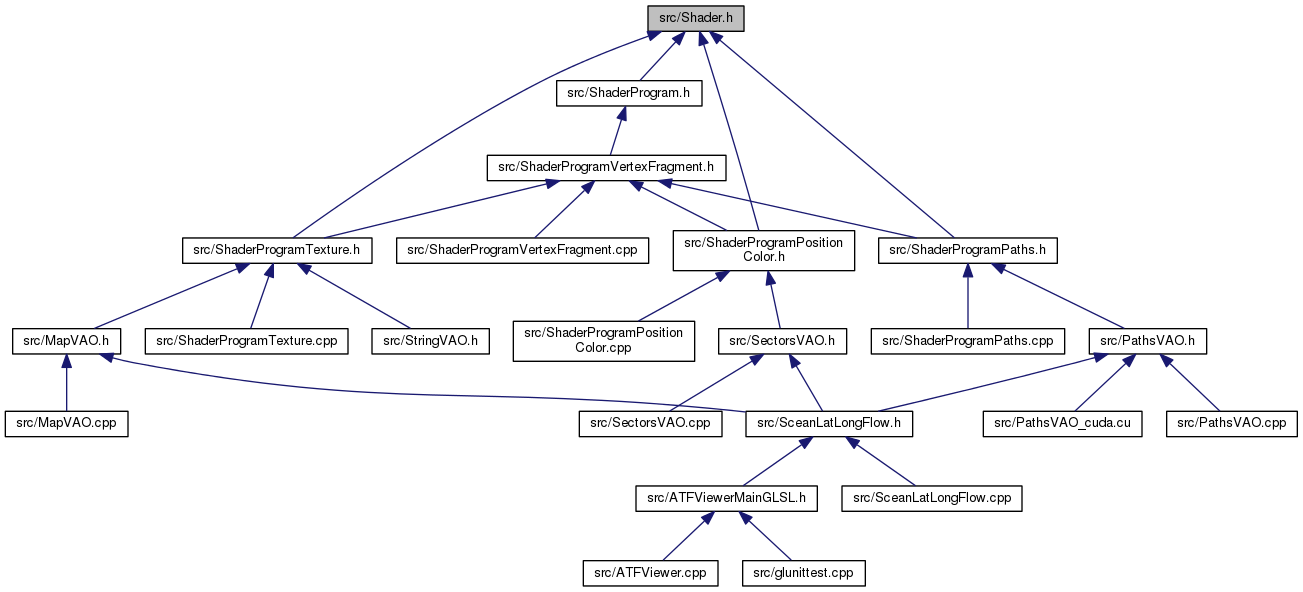 src/Shader.h
src/ShaderProgram.h
src/ShaderProgramVertexFragment.h
src/ShaderProgramTexture.h
src/ShaderProgramVertexFragment.cpp
src/ShaderProgramPosition
Color.h
src/ShaderProgramPaths.h
src/MapVAO.h
src/ShaderProgramTexture.cpp
src/StringVAO.h
src/ShaderProgramPosition
Color.cpp
src/SectorsVAO.h
src/ShaderProgramPaths.cpp
src/PathsVAO.h
src/MapVAO.cpp
src/SectorsVAO.cpp
src/SceanLatLongFlow.h
src/PathsVAO_cuda.cu
src/PathsVAO.cpp
src/ATFViewerMainGLSL.h
src/SceanLatLongFlow.cpp
src/ATFViewer.cpp
src/glunittest.cpp